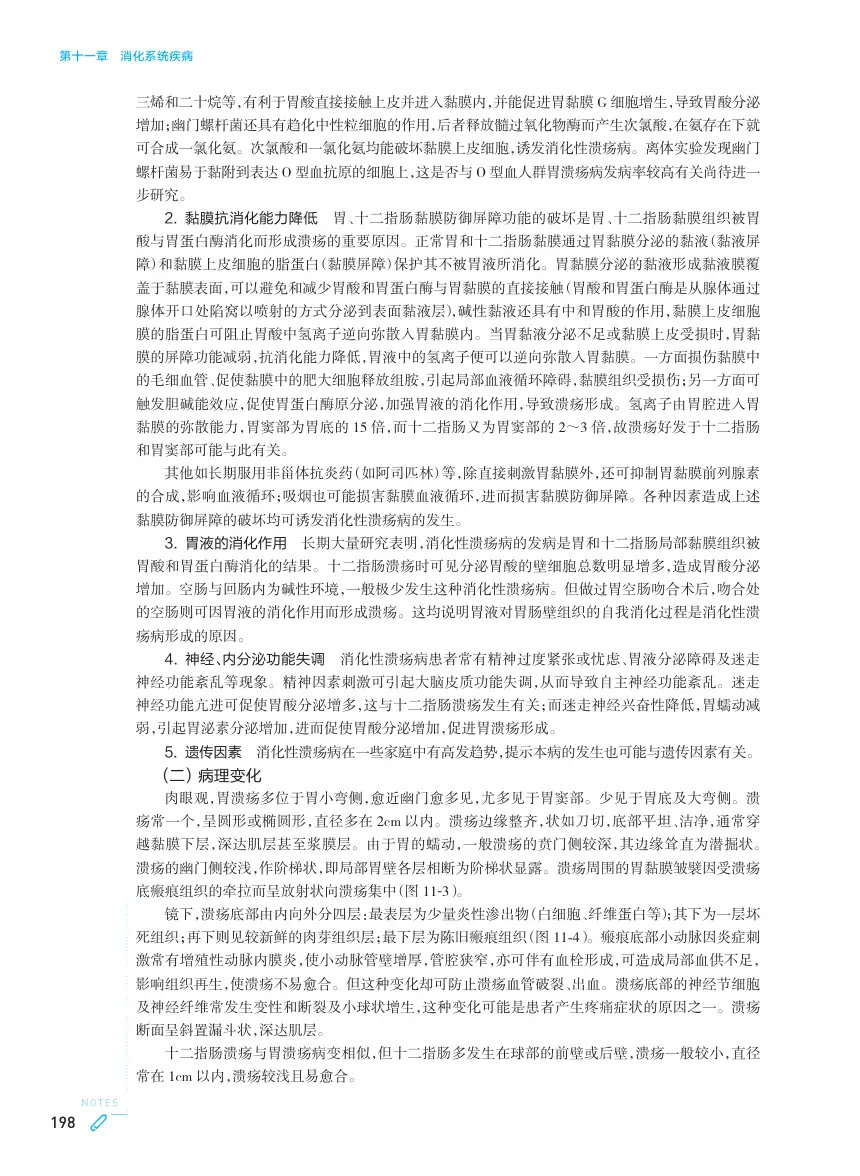 第十一章　消化系统疾病
三烯和二十烷等,有利于胃酸直接接触上皮并进入黏膜内,并能促进胃黏膜 G 细胞增生,导致胃酸分泌
增加;幽门螺杆菌还具有趋化中性粒细胞的作用,后者释放髓过氧化物酶而产生次氯酸,在氨存在下就
可合成一氯化氨。次氯酸和一氯化氨均能破坏黏膜上皮细胞,诱发消化性溃疡病。离体实验发现幽门
螺杆菌易于黏附到表达 O 型血抗原的细胞上,这是否与 O 型血人群胃溃疡病发病率较高有关尚待进一
步研究。
2. 黏膜抗消化能力降低　胃、十二指肠黏膜防御屏障功能的破坏是胃、十二指肠黏膜组织被胃
酸与胃蛋白酶消化而形成溃疡的重要原因。正常胃和十二指肠黏膜通过胃黏膜分泌的黏液(黏液屏
障)和黏膜上皮细胞的脂蛋白(黏膜屏障)保护其不被胃液所消化。胃黏膜分泌的黏液形成黏液膜覆
盖于黏膜表面,可以避免和减少胃酸和胃蛋白酶与胃黏膜的直接接触(胃酸和胃蛋白酶是从腺体通过
腺体开口处陷窝以喷射的方式分泌到表面黏液层),碱性黏液还具有中和胃酸的作用,黏膜上皮细胞
膜的脂蛋白可阻止胃酸中氢离子逆向弥散入胃黏膜内。当胃黏液分泌不足或黏膜上皮受损时,胃黏
膜的屏障功能减弱,抗消化能力降低,胃液中的氢离子便可以逆向弥散入胃黏膜。一方面损伤黏膜中
的毛细血管、促使黏膜中的肥大细胞释放组胺,引起局部血液循环障碍,黏膜组织受损伤;另一方面可
触发胆碱能效应,促使胃蛋白酶原分泌,加强胃液的消化作用,导致溃疡形成。氢离子由胃腔进入胃
黏膜的弥散能力,胃窦部为胃底的 15 倍,而十二指肠又为胃窦部的 2～3 倍,故溃疡好发于十二指肠
和胃窦部可能与此有关。
其他如长期服用非甾体抗炎药(如阿司匹林)等,除直接刺激胃黏膜外,还可抑制胃黏膜前列腺素
的合成,影响血液循环;吸烟也可能损害黏膜血液循环,进而损害黏膜防御屏障。各种因素造成上述
黏膜防御屏障的破坏均可诱发消化性溃疡病的发生。
3. 胃液的消化作用　长期大量研究表明,消化性溃疡病的发病是胃和十二指肠局部黏膜组织被
胃酸和胃蛋白酶消化的结果。十二指肠溃疡时可见分泌胃酸的壁细胞总数明显增多,造成胃酸分泌
增加。空肠与回肠内为碱性环境,一般极少发生这种消化性溃疡病。但做过胃空肠吻合术后,吻合处
的空肠则可因胃液的消化作用而形成溃疡。这均说明胃液对胃肠壁组织的自我消化过程是消化性溃
疡病形成的原因。
4. 神经、内分泌功能失调　消化性溃疡病患者常有精神过度紧张或忧虑、胃液分泌障碍及迷走
神经功能紊乱等现象。精神因素刺激可引起大脑皮质功能失调,从而导致自主神经功能紊乱。迷走
神经功能亢进可促使胃酸分泌增多,这与十二指肠溃疡发生有关;而迷走神经兴奋性降低,胃蠕动减
弱,引起胃泌素分泌增加,进而促使胃酸分泌增加,促进胃溃疡形成。
5. 遗传因素　消化性溃疡病在一些家庭中有高发趋势,提示本病的发生也可能与遗传因素有关。
（二）病理变化
肉眼观,胃溃疡多位于胃小弯侧,愈近幽门愈多见,尤多见于胃窦部。少见于胃底及大弯侧。溃
疡常一个,呈圆形或椭圆形,直径多在 2cm 以内。溃疡边缘整齐,状如刀切,底部平坦、洁净,通常穿
越黏膜下层,深达肌层甚至浆膜层。由于胃的蠕动,一般溃疡的贲门侧较深,其边缘耸直为潜掘状。
溃疡的幽门侧较浅,作阶梯状,即局部胃壁各层相断为阶梯状显露。溃疡周围的胃黏膜皱襞因受溃疡
底瘢痕组织的牵拉而呈放射状向溃疡集中(图 11-3)。
镜下,溃疡底部由内向外分四层:最表层为少量炎性渗出物(白细胞、纤维蛋白等);其下为一层坏
死组织;再下则见较新鲜的肉芽组织层;最下层为陈旧瘢痕组织(图 11-4)。瘢痕底部小动脉因炎症刺
激常有增殖性动脉内膜炎,使小动脉管壁增厚,管腔狭窄,亦可伴有血栓形成,可造成局部血供不足,
影响组织再生,使溃疡不易愈合。但这种变化却可防止溃疡血管破裂、出血。溃疡底部的神经节细胞
及神经纤维常发生变性和断裂及小球状增生,这种变化可能是患者产生疼痛症状的原因之一。溃疡
断面呈斜置漏斗状,深达肌层。
十二指肠溃疡与胃溃疡病变相似,但十二指肠多发生在球部的前壁或后壁,溃疡一般较小,直径
常在 1cm 以内,溃疡较浅且易愈合。
NOTES
198